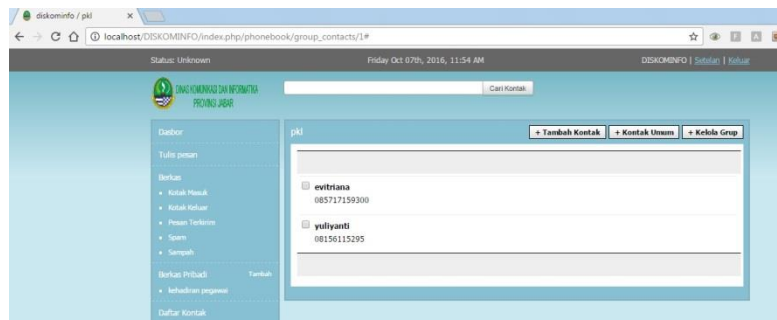 diskominfo / pkl
localhost/DISKOMINFO/index.php/phonebook/group_contacts/1#
Status: Unknown
Friday Oct 07th, 2016, 11:54 AM
DISKOMINFO | Setelan | Keluar
DINAS KOMUNIKASI DAN INFORMATIKA
PROVINSI JABAR
Cari Kontak
Dasbor
pkl
+ Tambah Kontak
+ Kontak Umum
+ Kelola Grup
Tulis pesan
Berkas
Kotak Masuk
Kotak Keluar
Pesan Terkirim
Spam
Sampah
evitriana
085717159300
yuliyanti
08156115295
Berkas Pribadi
Tambah
kehadiran pegawai
Daftar Kontak